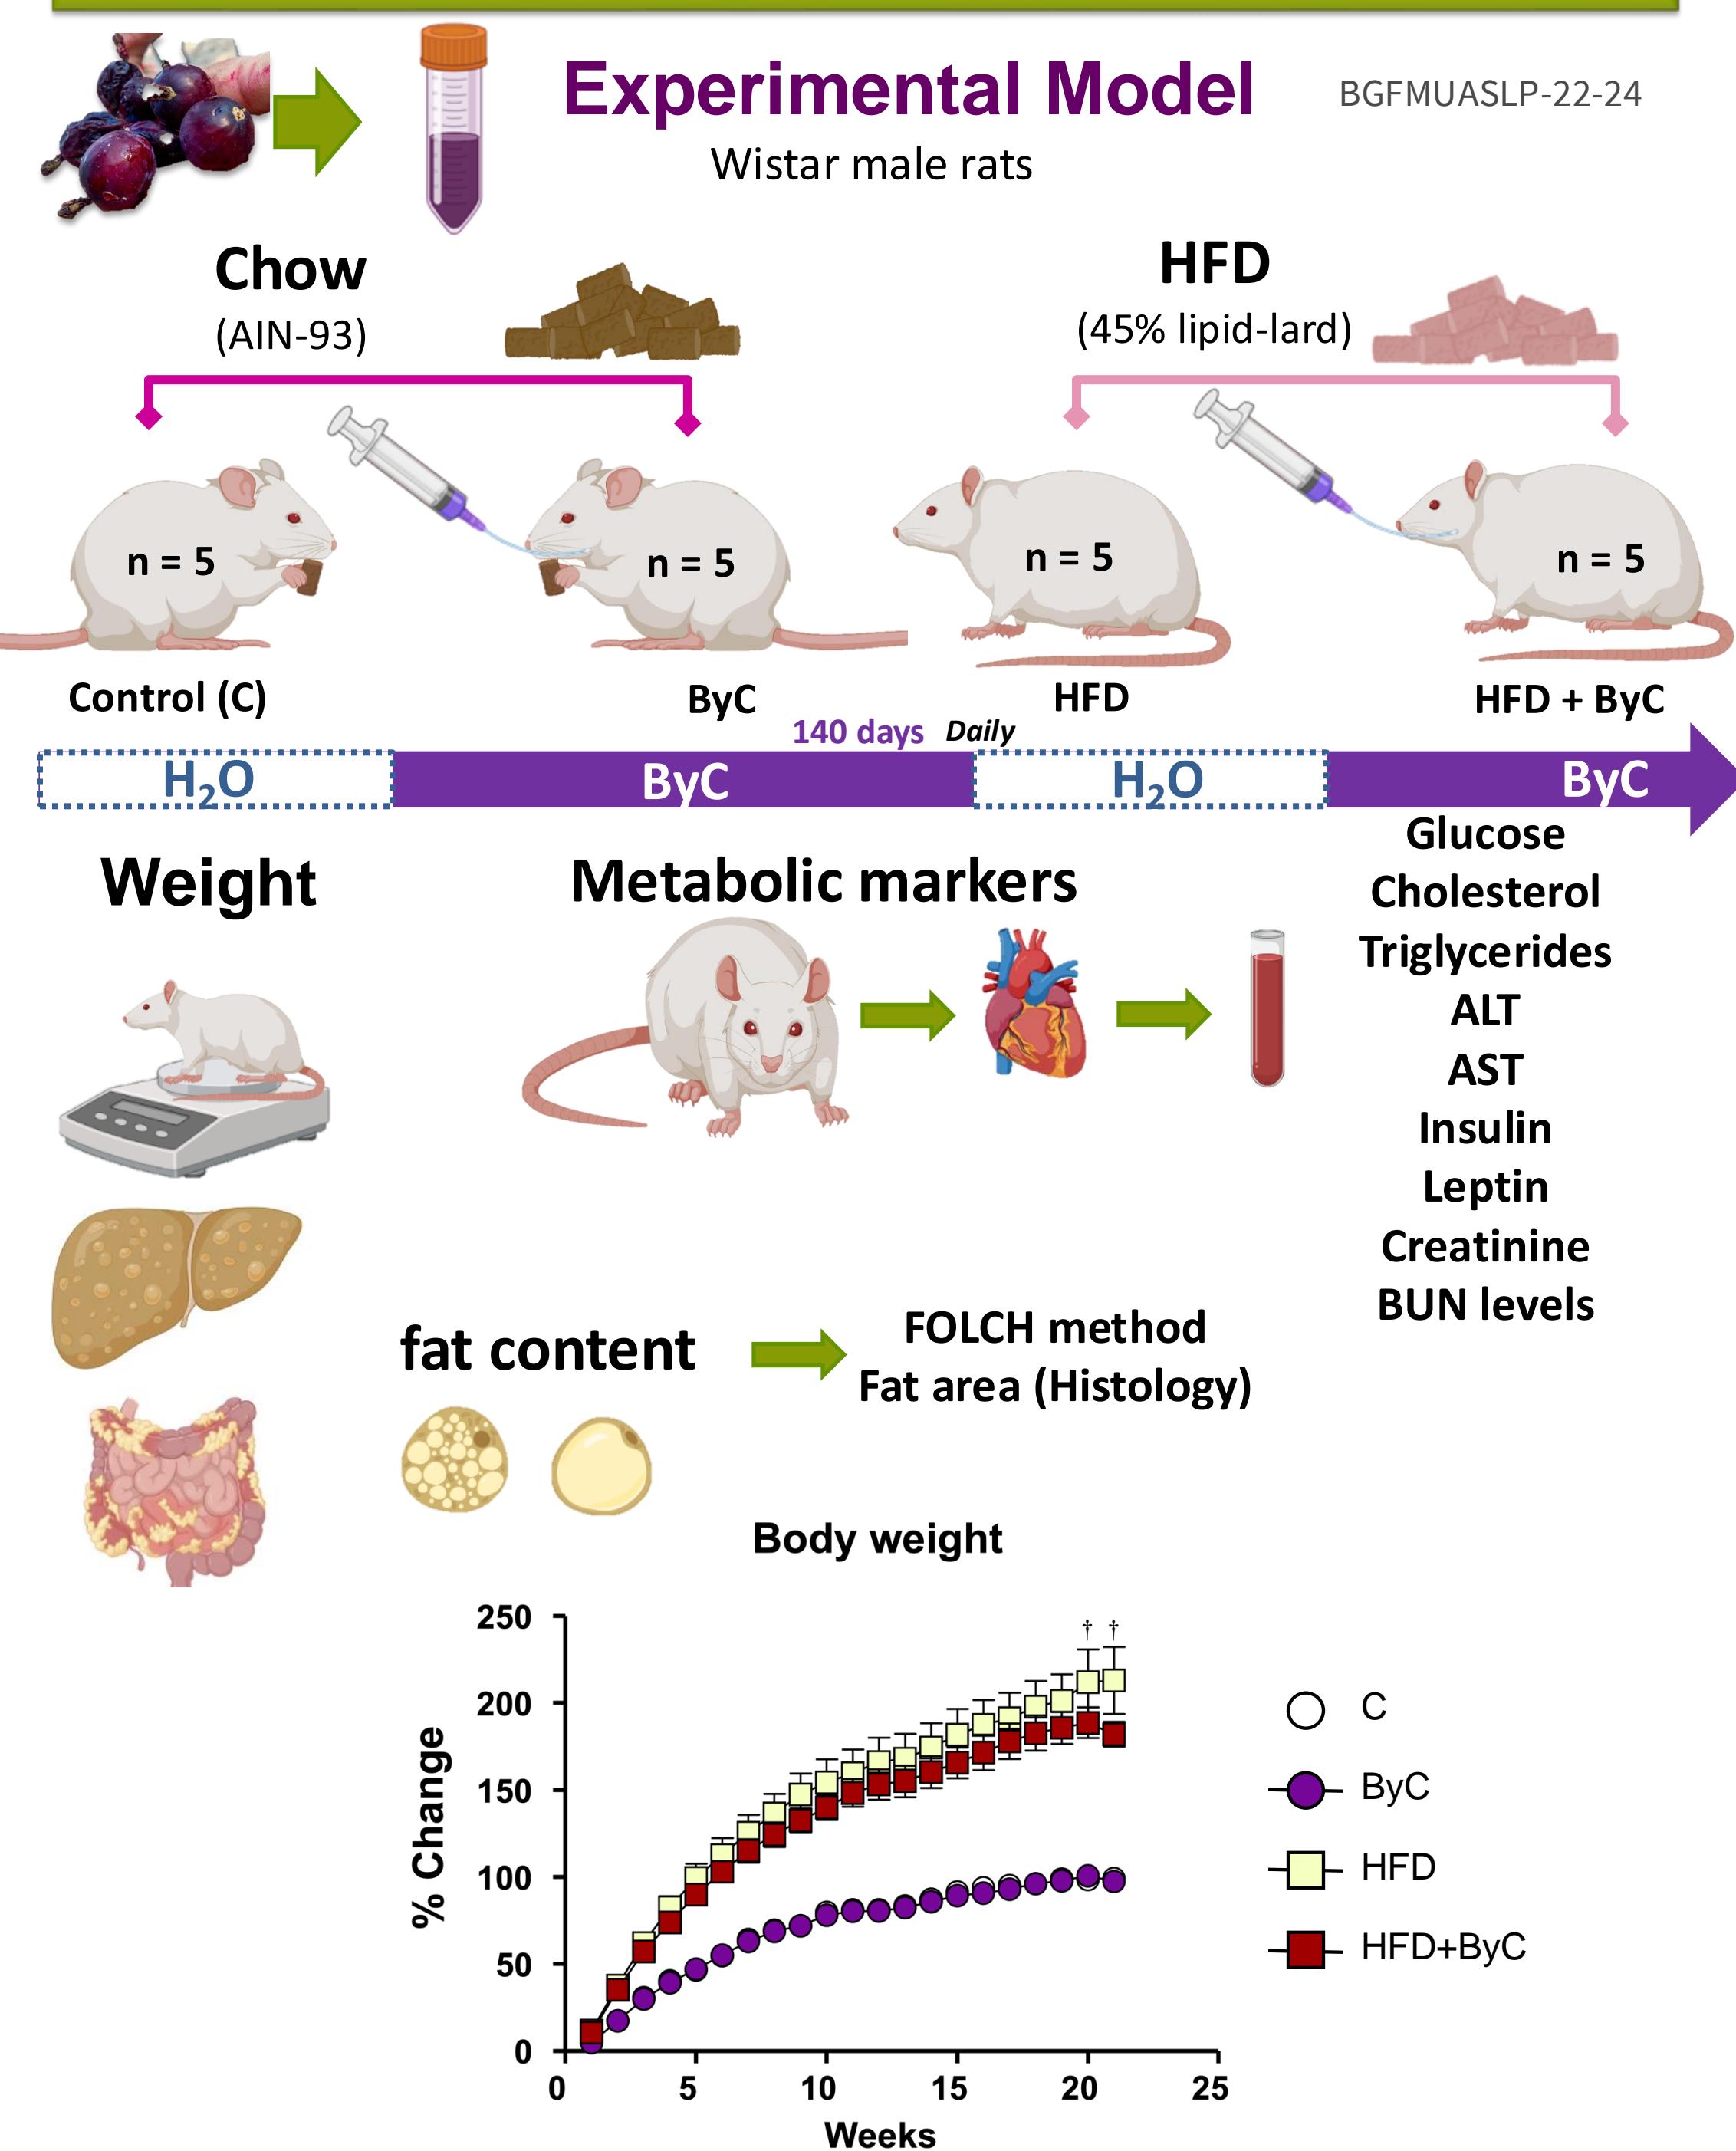 Experimental Model
BGFMUASLP-22-24
Wistar male rats
Chow
(AIN-93)
HFD
(45% lipid-lard)
n = 5
n = 5
n = 5
n = 5
Control (C)
ByC
HFD
HFD + ByC
140 days Daily
H₂O
ByC
H₂O
ByC
Weight
Metabolic markers
Glucose
Cholesterol
Triglycerides
ALT
AST
Insulin
Leptin
Creatinine
BUN levels
fat content
FOLCH method
Fat area (Histology)
Body weight
% Change
250
200
150
100
50
0
† †
0 5 10 15 20 25
Weeks
C
ByC
HFD
HFD+ByC